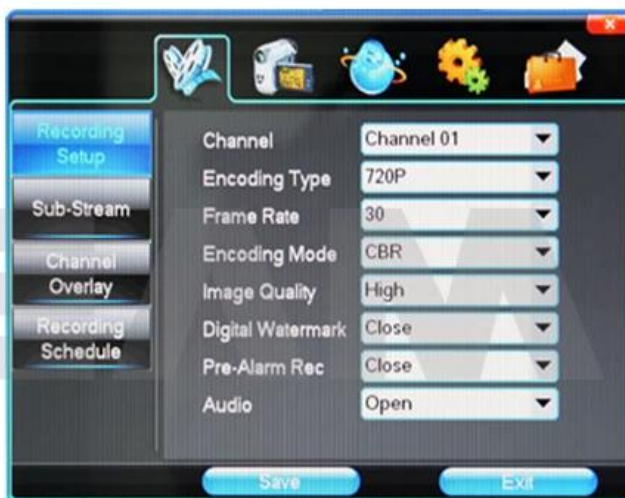 Recording
Setup
Sub-Stream
Channel
Overlay
Recording
Schedule
Channel
Channel 01
Encoding Type
720P
Frame Rate
30
Encoding Mode
CBR
Image Quality
High
Digital Watermark
Close
Pre-Alarm Rec
Close
Audio
Open
Save
Exit